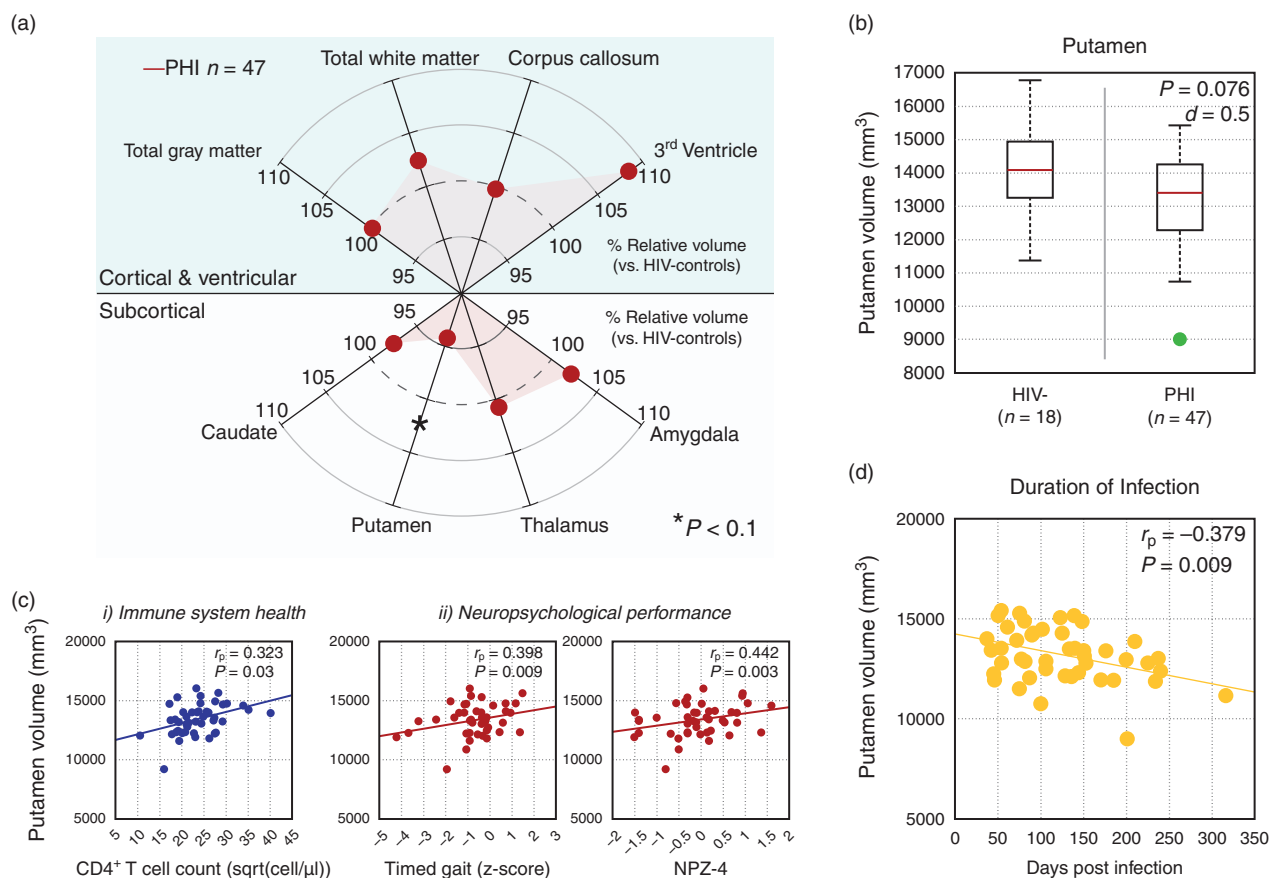 (a)
PHI n = 47
Total white matter
Corpus callosum
Total gray matter
3rd Ventricle
110
110
105
105
100
100
95
95
% Relative volume
(vs. HIV-controls)
Cortical & ventricular
Subcortical
95
95
% Relative volume
(vs. HIV-controls)
100
100
105
105
110
110
Caudate
Amygdala
*
Putamen
Thalamus
*P < 0.1
(b)
Putamen
P = 0.076
d = 0.5
Putamen volume (mm3)
17000
16000
15000
14000
13000
12000
11000
10000
9000
8000
HIV-
(n = 18)
PHI
(n = 47)
(c)
i) Immune system health
ii) Neuropsychological performance
Putamen volume (mm3)
20000
15000
10000
5000
rp = 0.323
P = 0.03
5
10
15
20
25
30
35
40
45
CD4+ T cell count (sqrt(cell/µl))
20000
15000
10000
5000
rp = 0.398
P = 0.009
-5
-4
-3
-2
-1
0
1
2
3
Timed gait (z-score)
20000
15000
10000
5000
rp = 0.442
P = 0.003
-2
-1.5
-1
-0.5
0
0.5
1
1.5
2
NPZ-4
(d)
Duration of Infection
rp = –0.379
P = 0.009
Putamen volume (mm3)
20000
15000
10000
5000
0
50
100
150
200
250
300
350
Days post infection